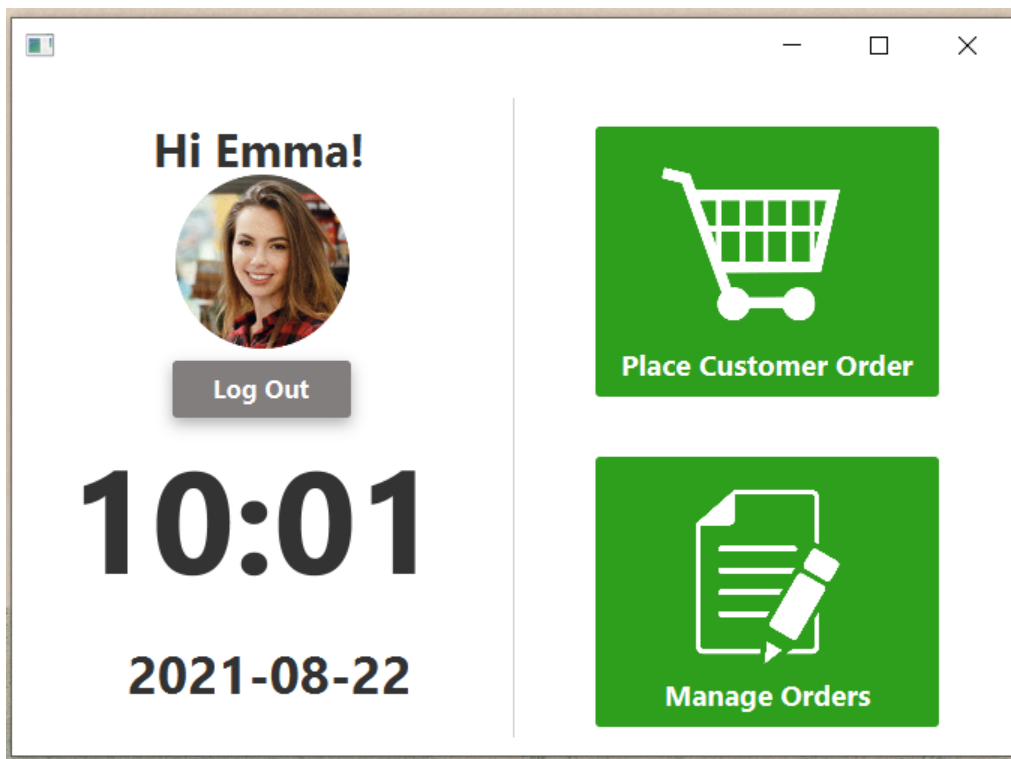 Hi Emma!
Log Out
10:01
2021-08-22
Place Customer Order
Manage Orders